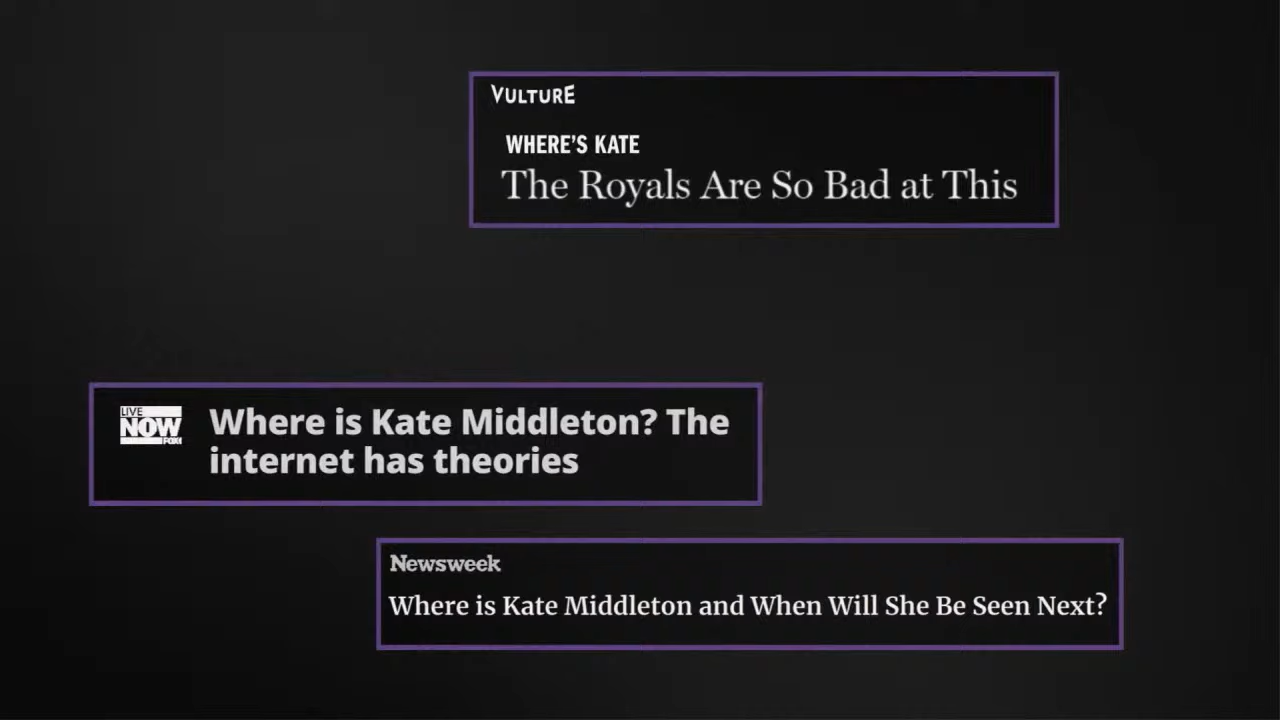 VULTURE
WHERE'S KATE
The Royals Are So Bad at This
LIVE
NOW
FOX
Where is Kate Middleton? The
internet has theories
Newsweek
Where is Kate Middleton and When Will She Be Seen Next?